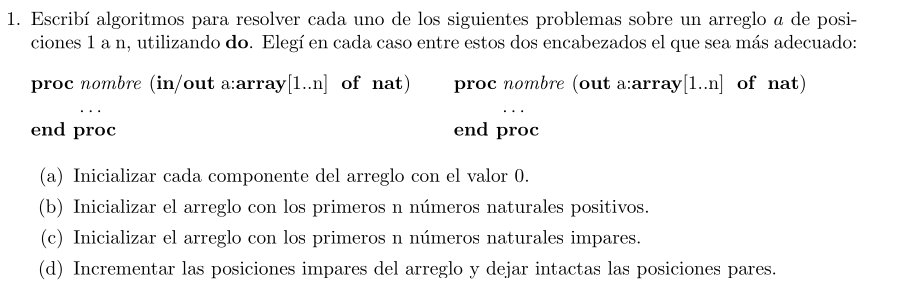 1. Escribí algoritmos para resolver cada uno de los siguientes problemas sobre un arreglo a de posi-
ciones 1 a n, utilizando do. Elegí en cada caso entre estos dos encabezados el que sea más adecuado:
proc nombre (in/out a:array[1..n] of nat) proc nombre (out a:array[1..n] of nat)
... ...
end proc end proc
(a) Inicializar cada componente del arreglo con el valor 0.
(b) Inicializar el arreglo con los primeros n números naturales positivos.
(c) Inicializar el arreglo con los primeros n números naturales impares.
(d) Incrementar las posiciones impares del arreglo y dejar intactas las posiciones pares.